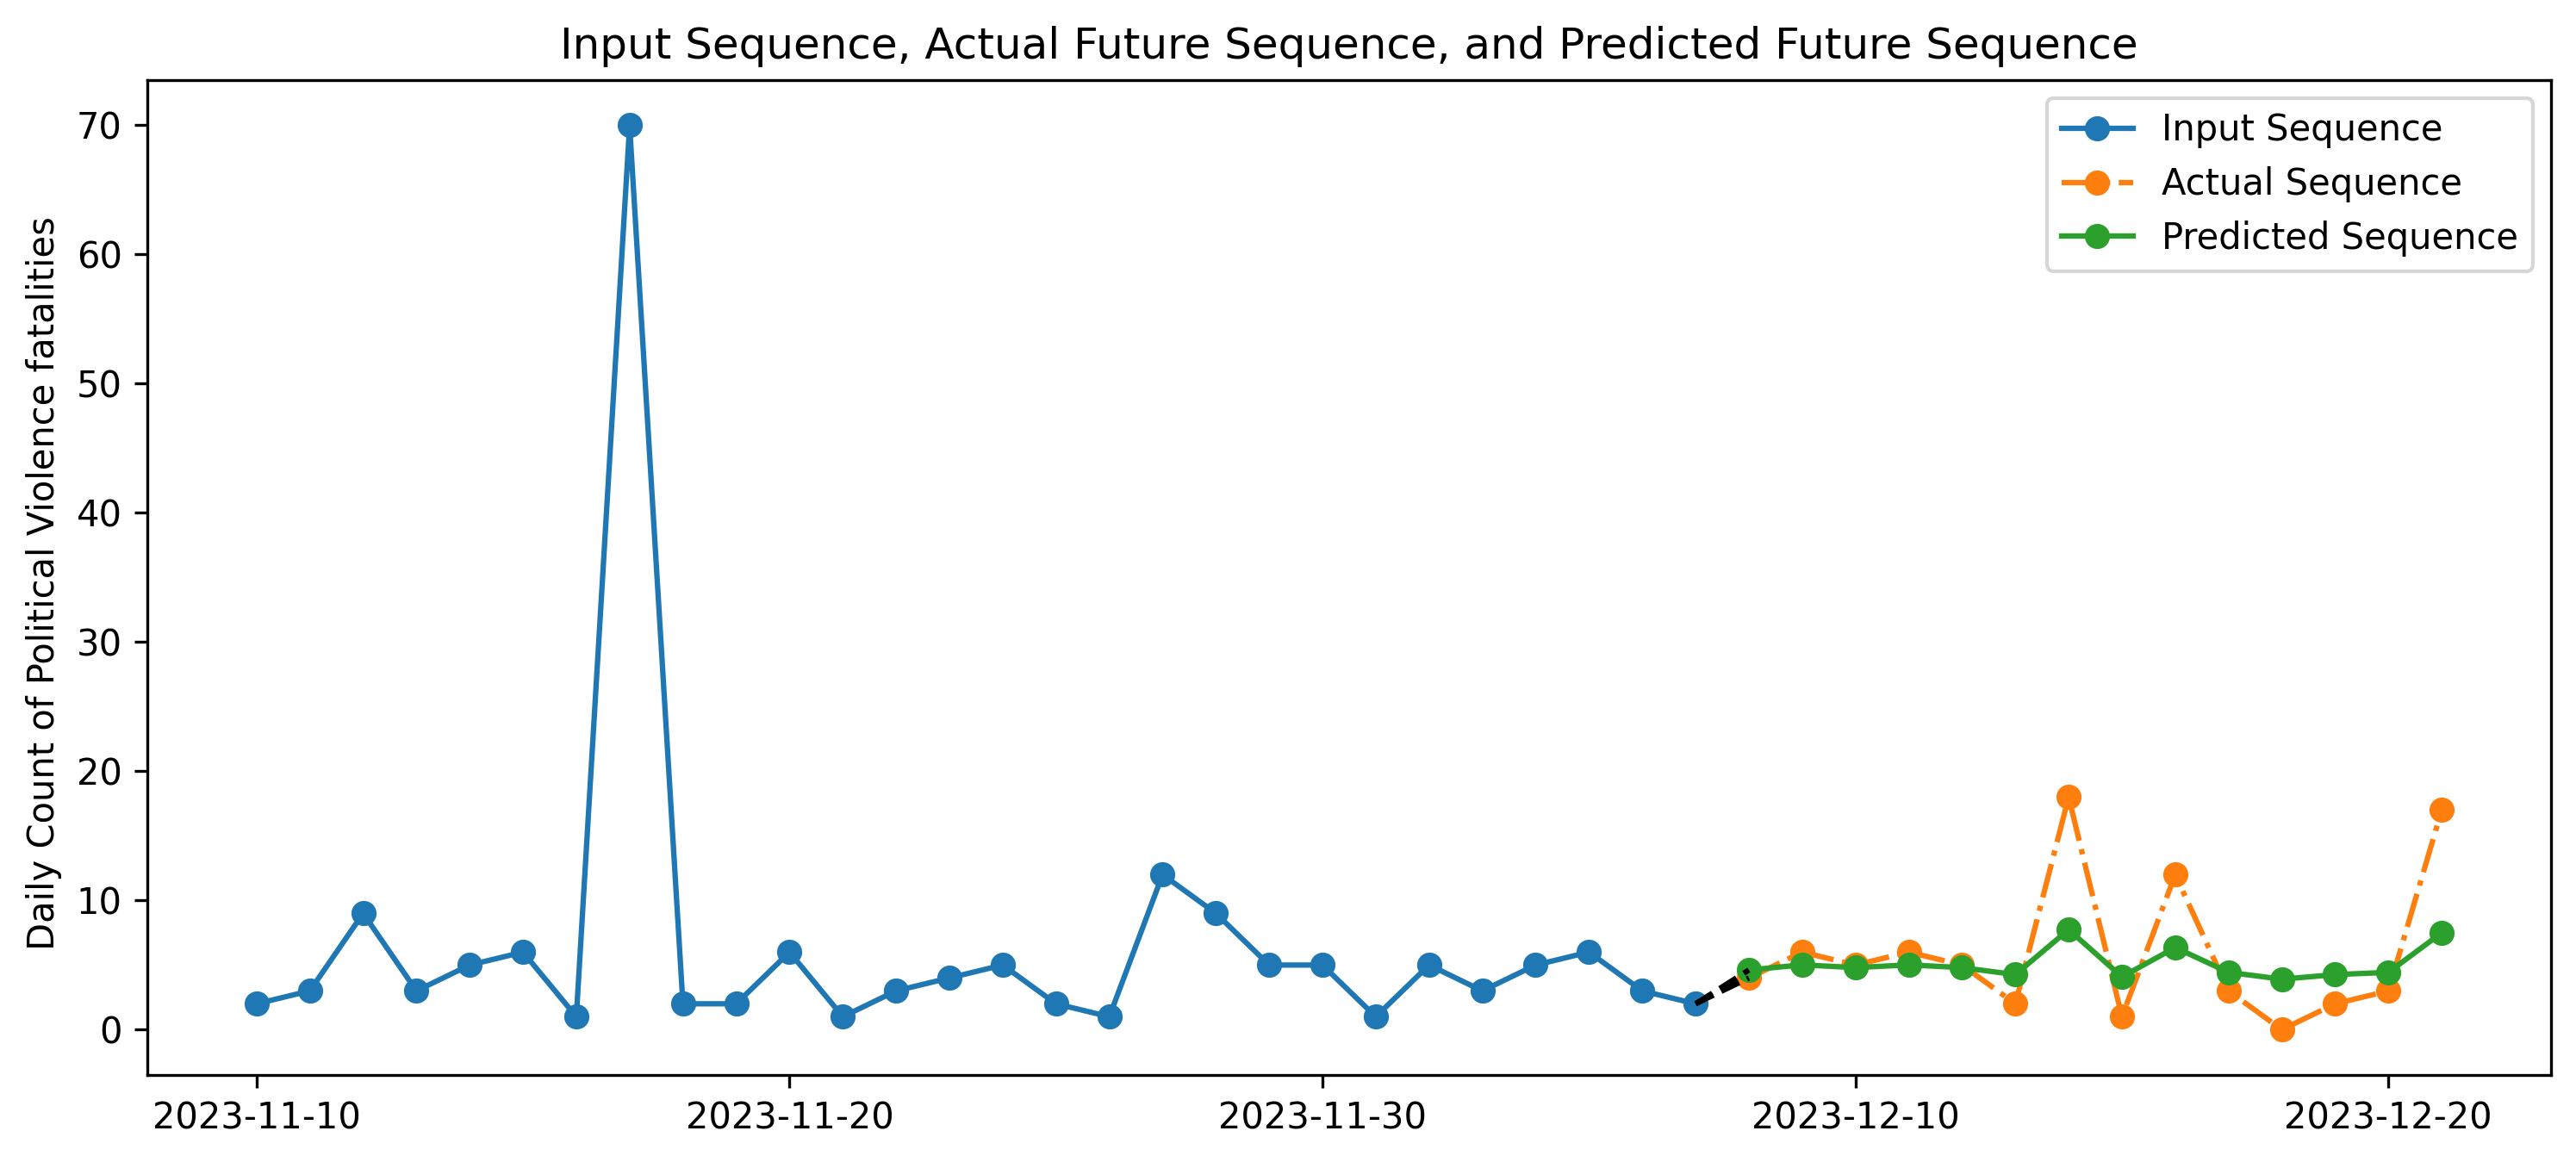 Input Sequence, Actual Future Sequence, and Predicted Future Sequence
Daily Count of Political Violence fatalities
70
60
50
40
30
20
10
0
Input Sequence
Actual Sequence
Predicted Sequence
2023-11-10
2023-11-20
2023-11-30
2023-12-10
2023-12-20